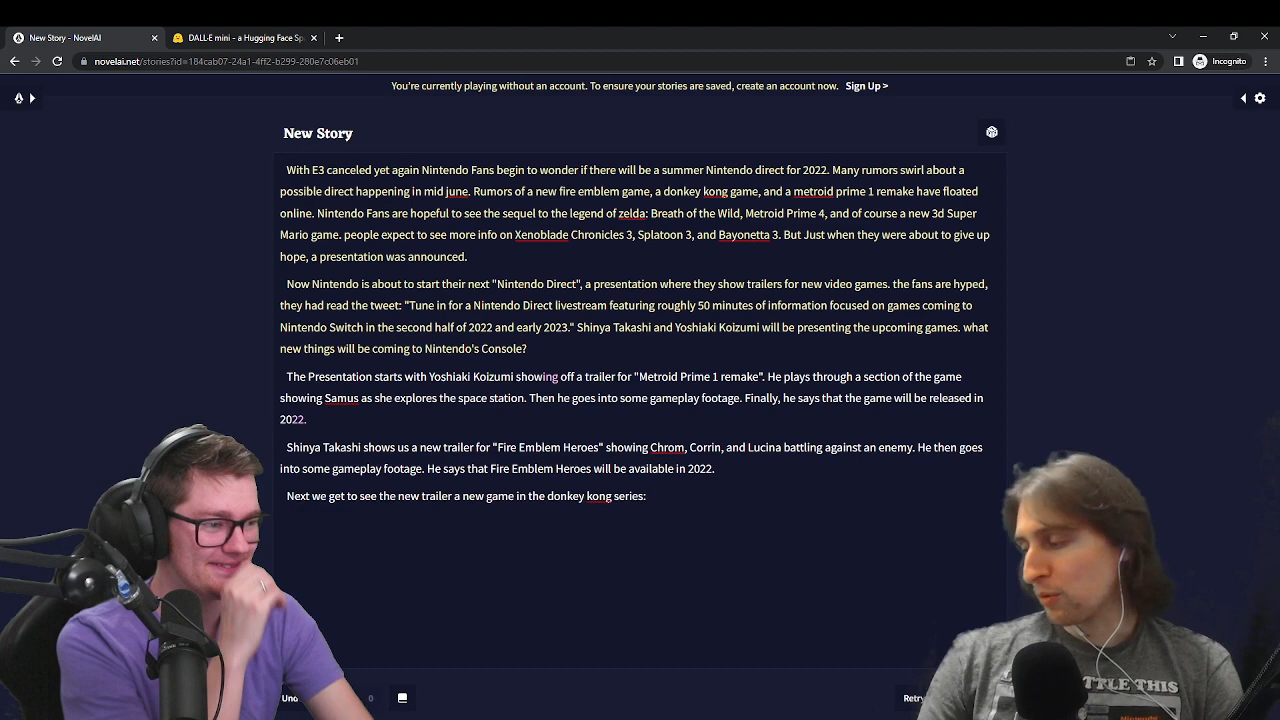 New Story - NovelAI
DALL·E mini - a Hugging Face Sp
novelai.net/stories?id=184cab07-24a1-4ff2-b299-280e7c06eb01
Incognito
You're currently playing without an account. To ensure your stories are saved, create an account now. Sign Up >
New Story
With E3 canceled yet again Nintendo Fans begin to wonder if there will be a summer Nintendo direct for 2022. Many rumors swirl about a
possible direct happening in mid june. Rumors of a new fire emblem game, a donkey kong game, and a metroid prime 1 remake have floated
online. Nintendo Fans are hopeful to see the sequel to the legend of zelda: Breath of the Wild, Metroid Prime 4, and of course a new 3d Super
Mario game. people expect to see more info on Xenoblade Chronicles 3, Splatoon 3, and Bayonetta 3. But Just when they were about to give up
hope, a presentation was announced.
Now Nintendo is about to start their next "Nintendo Direct", a presentation where they show trailers for new video games. the fans are hyped,
they had read the tweet: "Tune in for a Nintendo DIrect livestream featuring roughly 50 minutes of information focused on games coming to
Nintendo Switch in the second half of 2022 and early 2023." Shinya Takashi and Yoshiaki Koizumi will be presenting the upcoming games. what
new things will be coming to Nintendo's Console?
The Presentation starts with Yoshiaki Koizumi showing off a trailer for "Metroid Prime 1 remake". He plays through a section of the game
showing Samus as she explores the space station. Then he goes into some gameplay footage. Finally, he says that the game will be released in
2022.
Shinya Takashi shows us a new trailer for "Fire Emblem Heroes" showing Chrom, Corrin, and Lucina battling against an enemy. He then goes
into some gameplay footage. He says that Fire Emblem Heroes will be available in 2022.
Next we get to see the new trailer a new game in the donkey kong series:
0
Retry
TTLE THIS
Nintendo